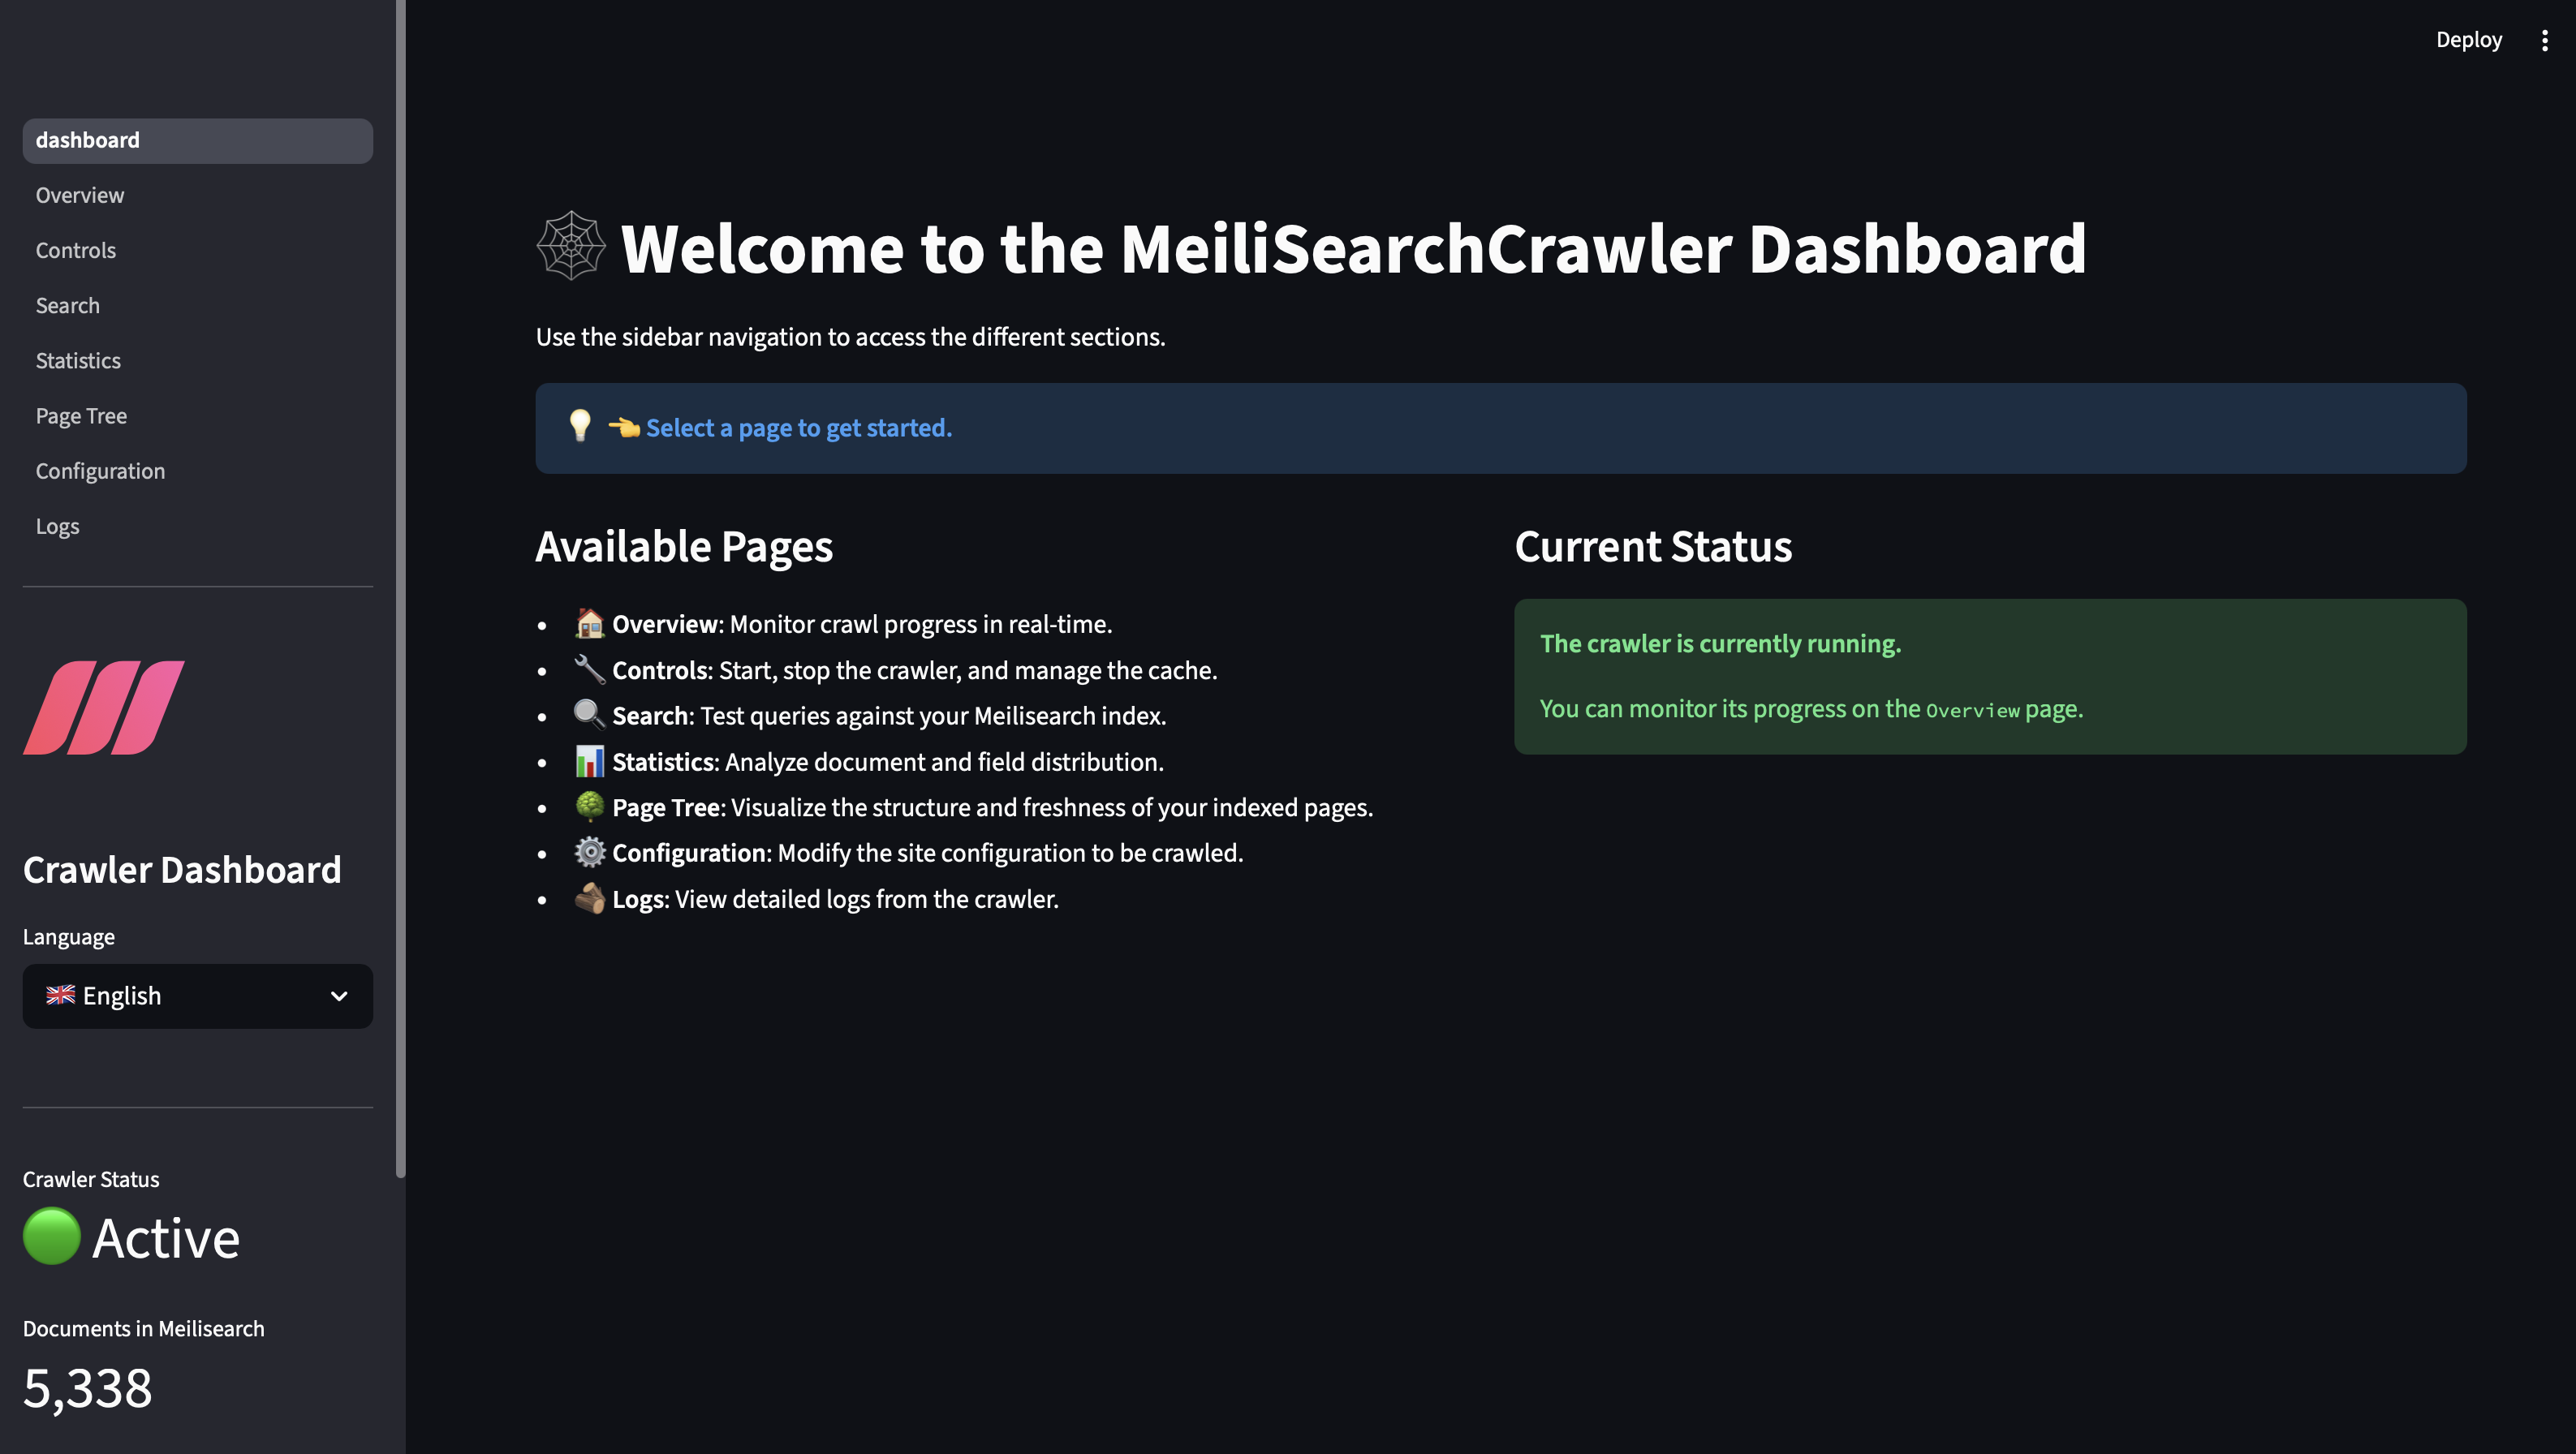 Deploy
dashboard
Overview
Controls
Search
Statistics
Page Tree
Configuration
Logs
Crawler Dashboard
Language
English
Crawler Status
Active
Documents in Meilisearch
5,338
Welcome to the MeiliSearchCrawler Dashboard
Use the sidebar navigation to access the different sections.
Select a page to get started.
Available Pages
Overview: Monitor crawl progress in real-time.
Controls: Start, stop the crawler, and manage the cache.
Search: Test queries against your Meilisearch index.
Statistics: Analyze document and field distribution.
Page Tree: Visualize the structure and freshness of your indexed pages.
Configuration: Modify the site configuration to be crawled.
Logs: View detailed logs from the crawler.
Current Status
The crawler is currently running.
You can monitor its progress on the Overview page.